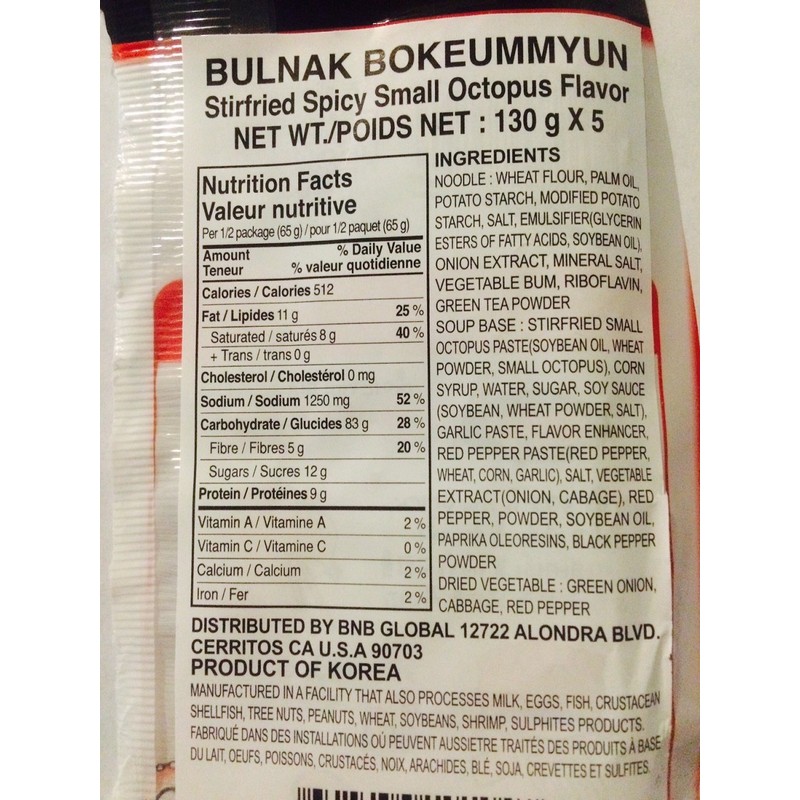 BULNAK BOKEUMMYUN
Stirfried Spicy Small Octopus Flavor
NET WT./POIDS NET : 130 g X 5
Nutrition Facts
Valeur nutritive
Per 1/2 package (65 g) / pour 1/2 paquet (65 g)
Amount % Daily Value
Teneur % valeur quotidienne
Calories / Calories 512
Fat / Lipides 11 g 25 %
Saturated / saturés 8 g 40 %
+ Trans / trans 0 g
Cholesterol / Cholestérol 0 mg
Sodium / Sodium 1250 mg 52 %
Carbohydrate / Glucides 83 g 28 %
Fibre / Fibres 5 g 20 %
Sugars / Sucres 12 g
Protein / Protéines 9 g
Vitamin A / Vitamine A 2 %
Vitamin C / Vitamine C 0 %
Calcium / Calcium 2 %
Iron / Fer 2 %
INGREDIENTS
NOODLE : WHEAT FLOUR, PALM OIL,
POTATO STARCH, MODIFIED POTATO
STARCH, SALT, EMULSIFIER(GLYCERIN
ESTERS OF FATTY ACIDS, SOYBEAN OIL),
ONION EXTRACT, MINERAL SALT,
VEGETABLE BUM, RIBOFLAVIN,
GREEN TEA POWDER
SOUP BASE : STIRFRIED SMALL
OCTOPUS PASTE(SOYBEAN OIL, WHEAT
POWDER, SMALL OCTOPUS), CORN
SYRUP, WATER, SUGAR, SOY SAUCE
(SOYBEAN, WHEAT POWDER, SALT),
GARLIC PASTE, FLAVOR ENHANCER,
RED PEPPER PASTE(RED PEPPER,
WHEAT, CORN, GARLIC), SALT, VEGETABLE
EXTRACT(ONION, CABAGE), RED
PEPPER, POWDER, SOYBEAN OIL,
PAPRIKA OLEORESINS, BLACK PEPPER
POWDER
DRIED VEGETABLE : GREEN ONION,
CABBAGE, RED PEPPER
DISTRIBUTED BY BNB GLOBAL 12722 ALONDRA BLVD.
CERRITOS CA U.S.A 90703
PRODUCT OF KOREA
MANUFACTURED IN A FACILITY THAT ALSO PROCESSES MILK, EGGS, FISH, CRUSTACEAN
SHELLFISH, TREE NUTS, PEANUTS, WHEAT, SOYBEANS, SHRIMP, SULPHITES PRODUCTS.
FABRIQUÉ DANS DES INSTALLATIONS OÚ PEUVENT AUSSIETRE TRAITÉS DES PRODUITS À BASE
DU LAIT, OEUFS, POISSONS, CRUSTACÉS, NOIX, ARACHIDES, BLÉ, SOJA, CREVETTES ET SULFITES.